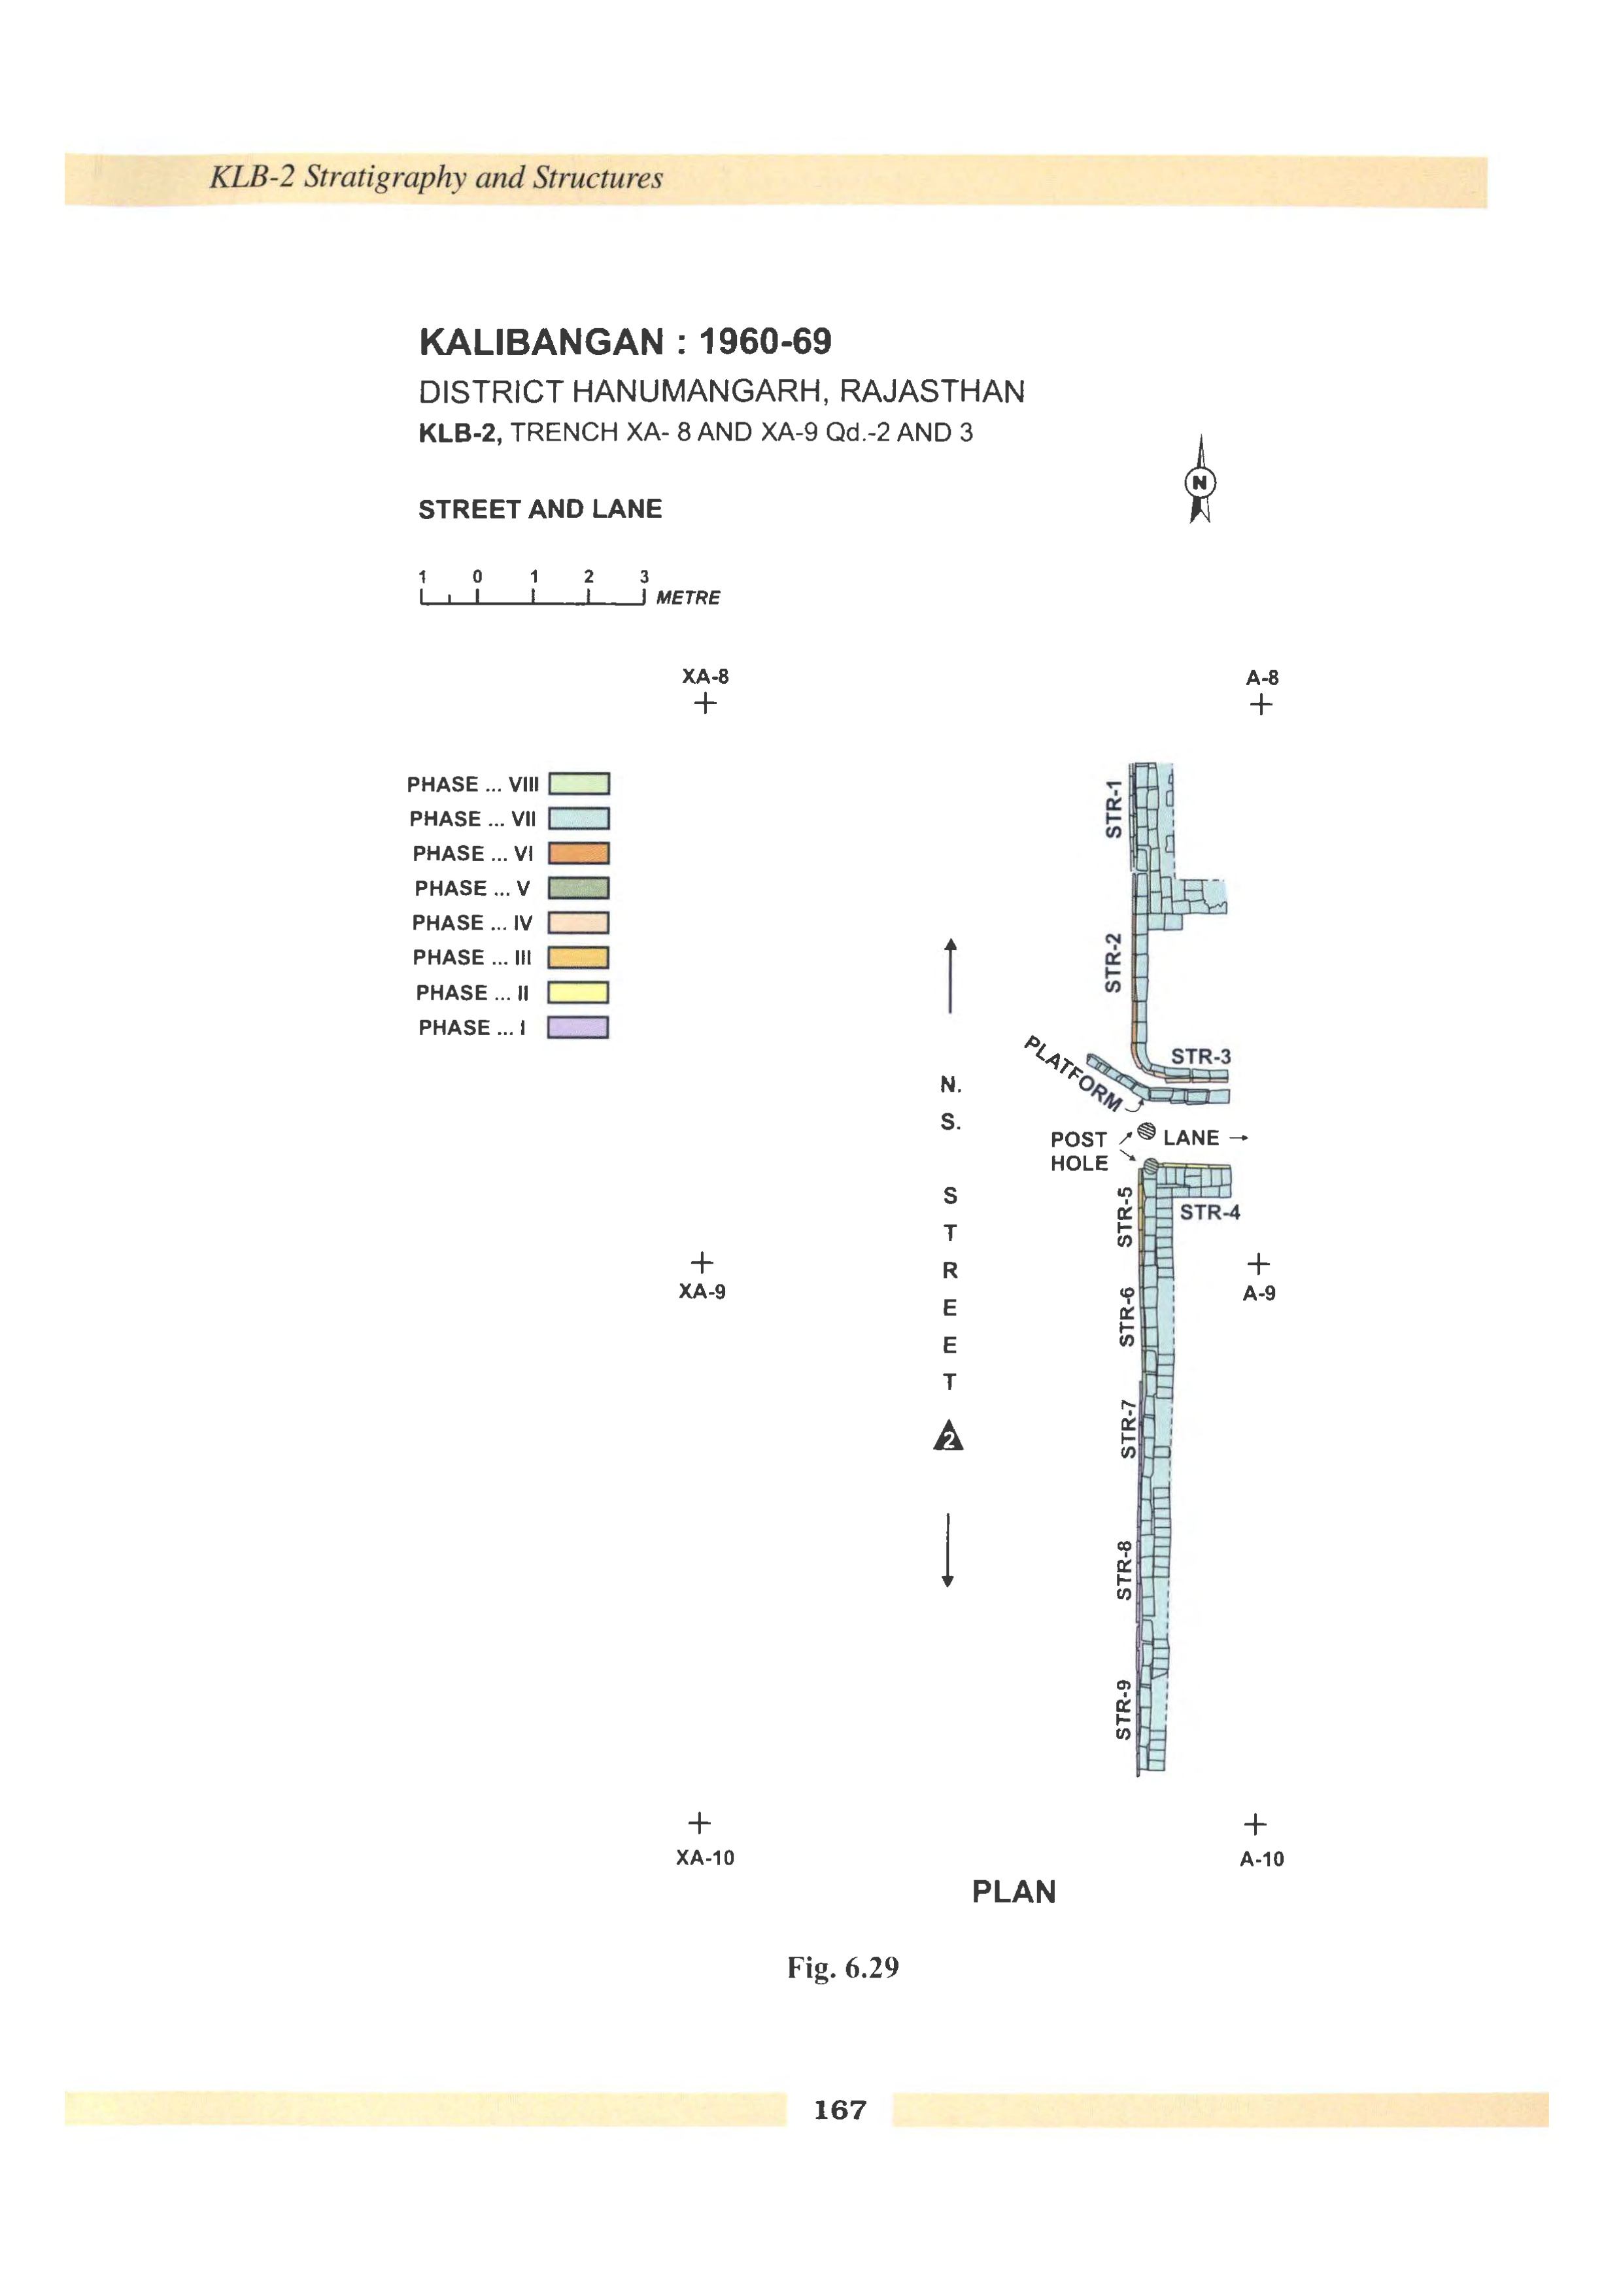 KLB-2 Stratigraphy and Structures
KALIBANGAN : 1960-69
DISTRICT HANUMANGARH, RAJASTHAN
KLB-2, TRENCH XA- 8 AND XA-9 Qd.-2 AND 3
N
STREET AND LANE
1 0 1 2 3
METRE
XA-8
A-8
PHASE ... VIII
PHASE ... VII
PHASE ... VI
PHASE ... V
PHASE ... IV
PHASE ... III
PHASE ... II
PHASE ... I
STR-1
STR-2
STR-3
PLATFORM
N.
S.
STREET
2
POST
HOLE
LANE
STR-4
STR-5
STR-6
STR-7
STR-8
STR-9
XA-9
A-9
XA-10
A-10
PLAN
Fig. 6.29
167